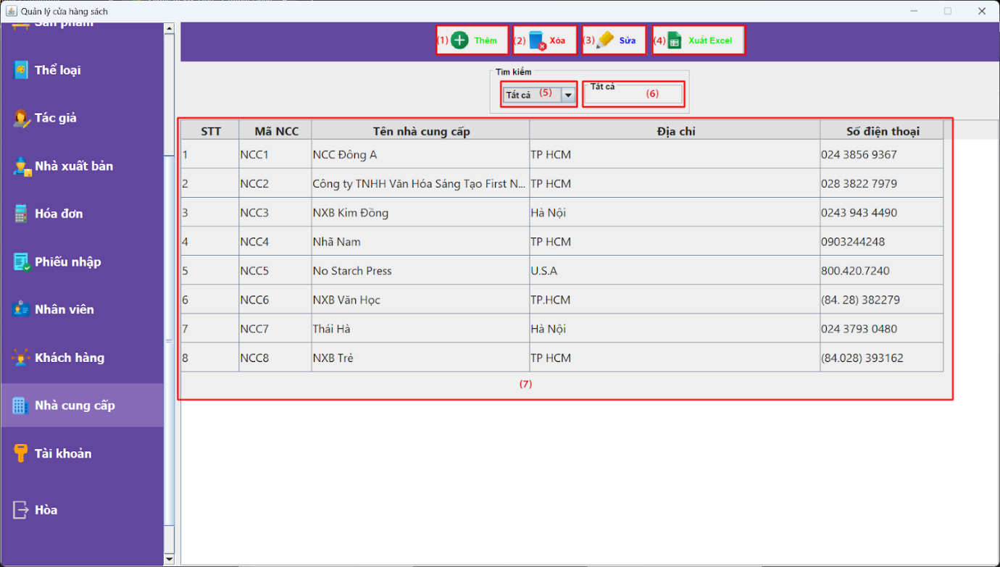 Quản lý cửa hàng sách
Sản phẩm
Thể loại
Tác giả
Nhà xuất bản
Hóa đơn
Phiếu nhập
Nhân viên
Khách hàng
Nhà cung cấp
Tài khoản
Hòa
(1) Thêm (2) Xóa (3) Sửa (4) Xuất Excel
Tìm kiếm
Tất cả (5) Tất cả (6)
STT Mã NCC Tên nhà cung cấp Địa chỉ Số điện thoại
1 NCC1 NCC Đông A TP HCM 024 3856 9367
2 NCC2 Công ty TNHH Văn Hóa Sáng Tạo First N... TP HCM 028 3822 7979
3 NCC3 NXB Kim Đồng Hà Nội 0243 943 4490
4 NCC4 Nhã Nam TP HCM 0903244248
5 NCC5 No Starch Press U.S.A 800.420.7240
6 NCC6 NXB Văn Học TP.HCM (84. 28) 382279
7 NCC7 Thái Hà Hà Nội 024 3793 0480
8 NCC8 NXB Trẻ TP HCM (84.028) 393162
(7)